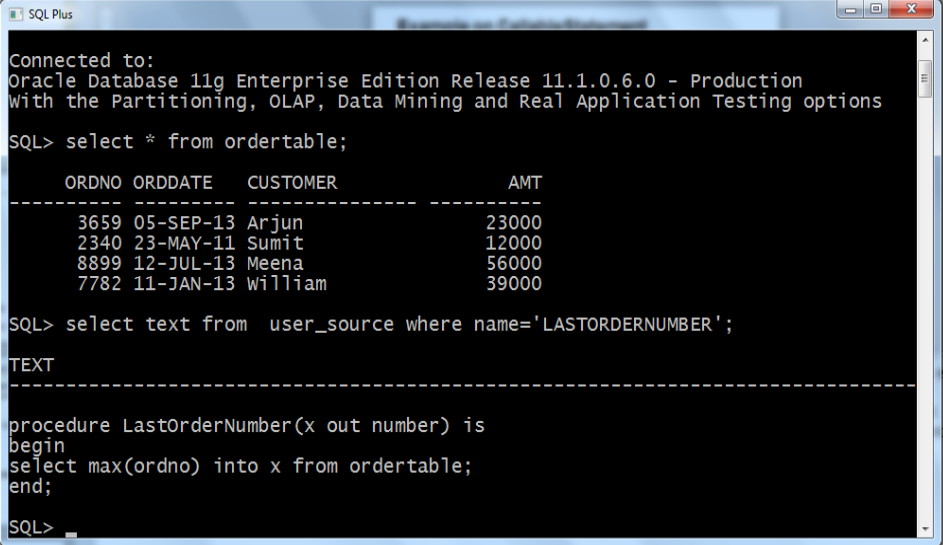 SQL Plus
Example on CallableStatement
Connected to:
Oracle Database 11g Enterprise Edition Release 11.1.0.6.0 - Production
With the Partitioning, OLAP, Data Mining and Real Application Testing options
SQL> select * from ordertable;
ORDNO ORDDATE CUSTOMER AMT
---------- --------- --------------- ----------
3659 05-SEP-13 Arjun 23000
2340 23-MAY-11 Sumit 12000
8899 12-JUL-13 Meena 56000
7782 11-JAN-13 William 39000
SQL> select text from  user_source where name='LASTORDERNUMBER';
TEXT
--------------------------------------------------------------------------------
procedure LastOrderNumber(x out number) is
begin
select max(ordno) into x from ordertable;
end;
SQL> _